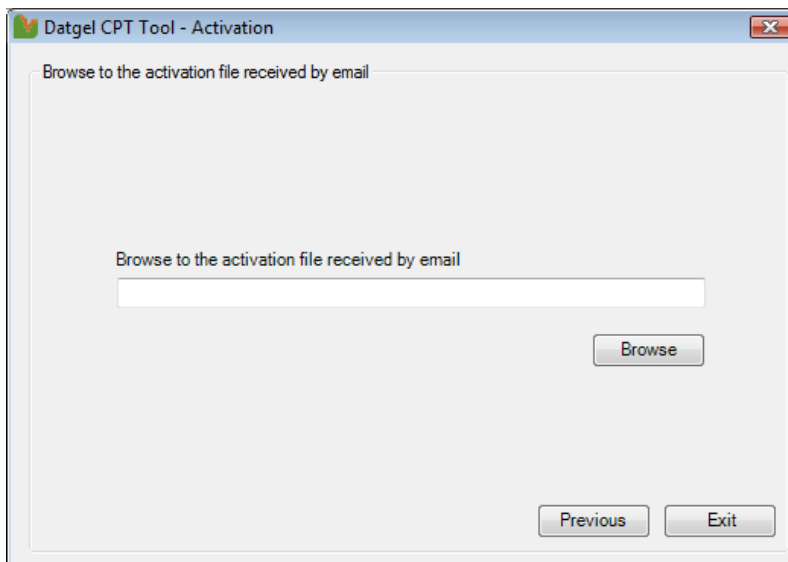 Datgel CPT Tool - Activation
Browse to the activation file received by email
Browse to the activation file received by email
Browse
Previous Exit